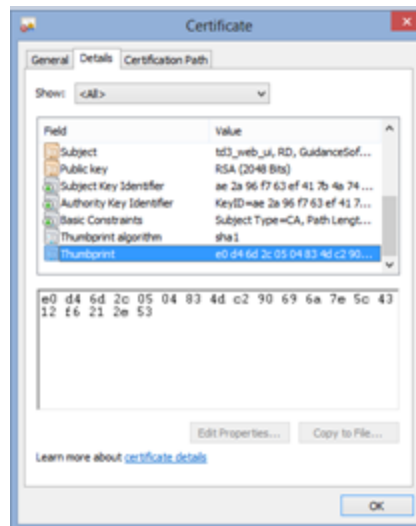 Certificate
General Details Certification Path
Show: <All>
Field Value
Subject td3_web_ui, RD, GuidanceSof...
Public key RSA (2048 Bits)
Subject Key Identifier ae 2a 96 f7 63 ef 41 7b 4a 74 ...
Authority Key Identifier KeyID=ae 2a 96 f7 63 ef 41 7...
Basic Constraints Subject Type=CA, Path Lengt...
Thumbprint algorithm sha1
Thumbprint e0 d4 6d 2c 05 04 83 4d c2 90...
e0 d4 6d 2c 05 04 83 4d c2 90 69 6a 7e 5c 43
12 f6 21 2e 53
Edit Properties... Copy to File...
Learn more about certificate details
OK